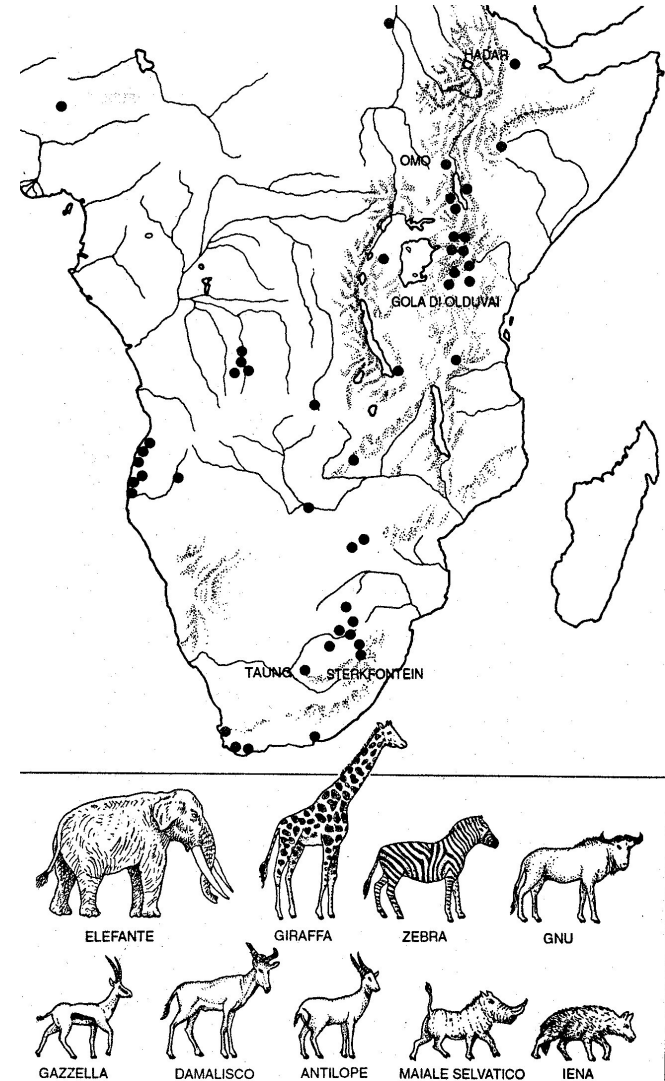 HADAR
OMO
GOLA DI OLDUVAI
TAUNG
STERKFONTEIN
ELEFANTE
GIRAFFA
ZEBRA
GNU
GAZZELLA
DAMALISCO
ANTILOPE
MAIALE SELVATICO
IENA